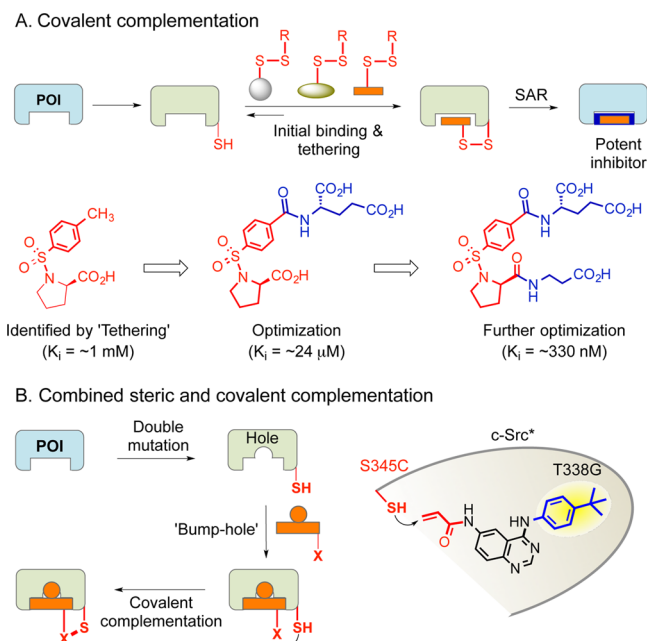 A. Covalent complementation
R R R
S S S
S S S
POI
SH
Initial binding &
tethering
S S
SAR
Potent
inhibitor
CH3
O
O
S
N
CO2H
Identified by 'Tethering'
(Ki = ~1 mM)
O CO2H
N
H
CO2H
O
O
S
N
CO2H
Optimization
(Ki = ~24 μM)
O CO2H
N
H
CO2H
O
O
S
N
O
N
H
CO2H
Further optimization
(Ki = ~330 nM)
B. Combined steric and covalent complementation
POI
Double
mutation
Hole
SH
'Bump-hole'
X
X SH
Covalent
complementation
X S
c-Src*
S345C
SH
T338G
O
H
N
HN
N
N